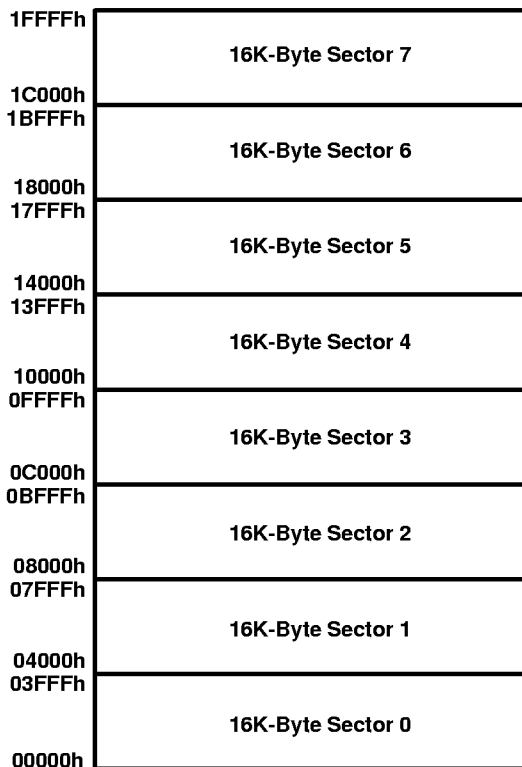 1FFFFh
16K-Byte Sector 7
1C000h
1BFFFh
16K-Byte Sector 6
18000h
17FFFh
16K-Byte Sector 5
14000h
13FFFh
16K-Byte Sector 4
10000h
0FFFFh
16K-Byte Sector 3
0C000h
0BFFFh
16K-Byte Sector 2
08000h
07FFFh
16K-Byte Sector 1
04000h
03FFFh
16K-Byte Sector 0
00000h